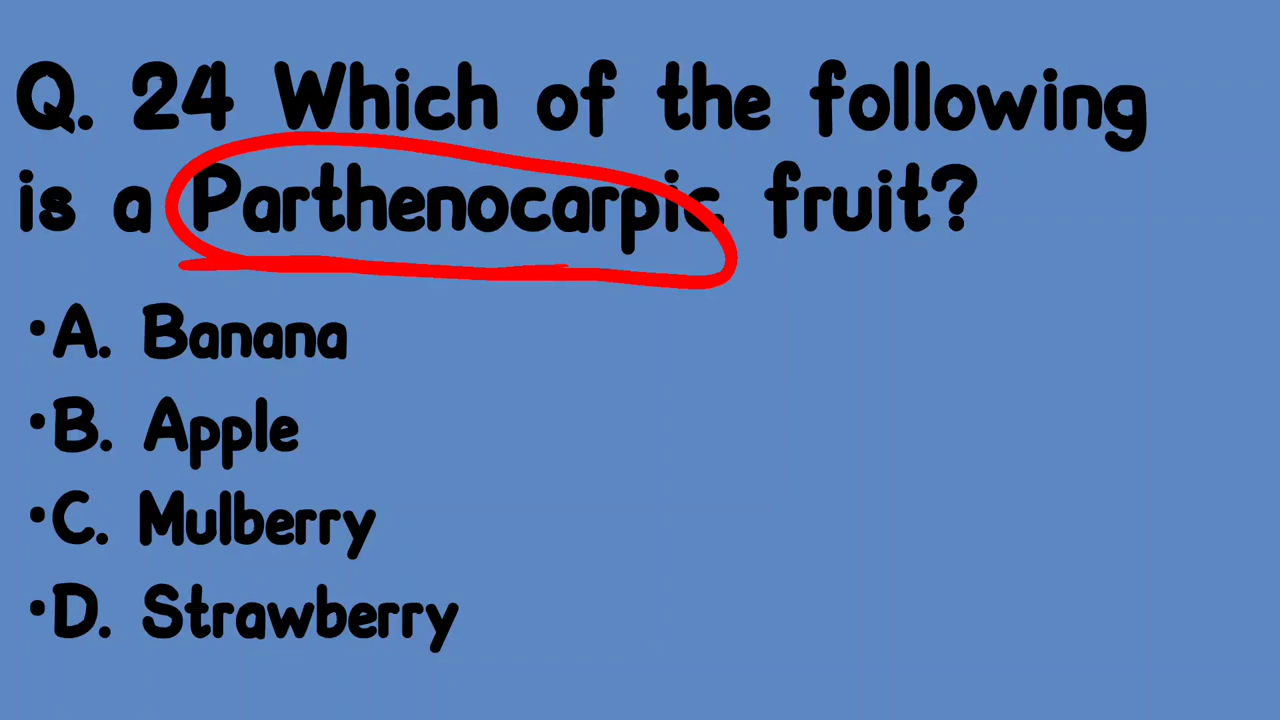 Q. 24 Which of the following
is a Parthenocarpic fruit?
•A. Banana
•B. Apple
•C. Mulberry
•D. Strawberry